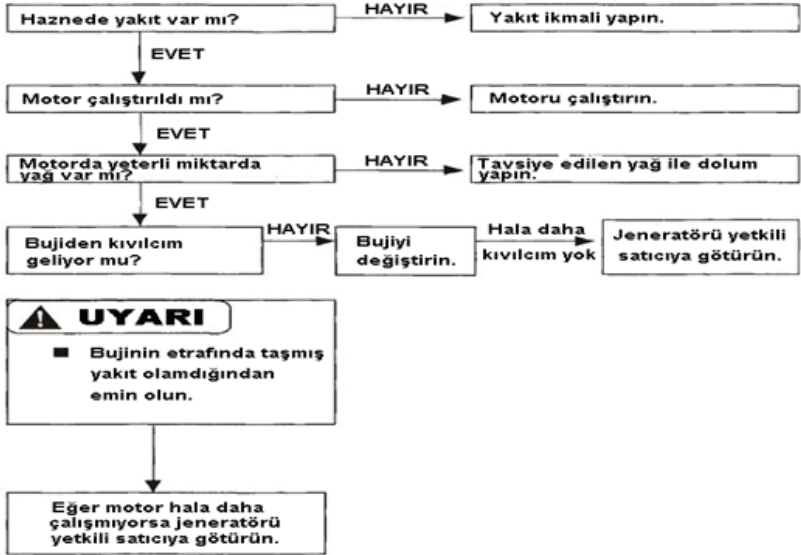 Haznede yakıt var mı?
HAYIR
Yakıt ikmali yapın.
EVET
Motor çalıştırıldı mı?
HAYIR
Motoru çalıştırın.
EVET
Motorda yeterli miktarda
yağ var mı?
HAYIR
Tavsiye edilen yağ ile dolum
yapın.
EVET
Bujiden kıvılcım
geliyor mu?
HAYIR
Bujiyi
değiştirin.
Hala daha
kıvılcım yok
Jeneratörü yetkili
satıcıya götürün.
UYARI
■ Bujinin etrafında taşmış
yakıt olamdığından
emin olun.
Eğer motor hala daha
çalışmıyorsa jeneratörü
yetkili satıcıya götürün.